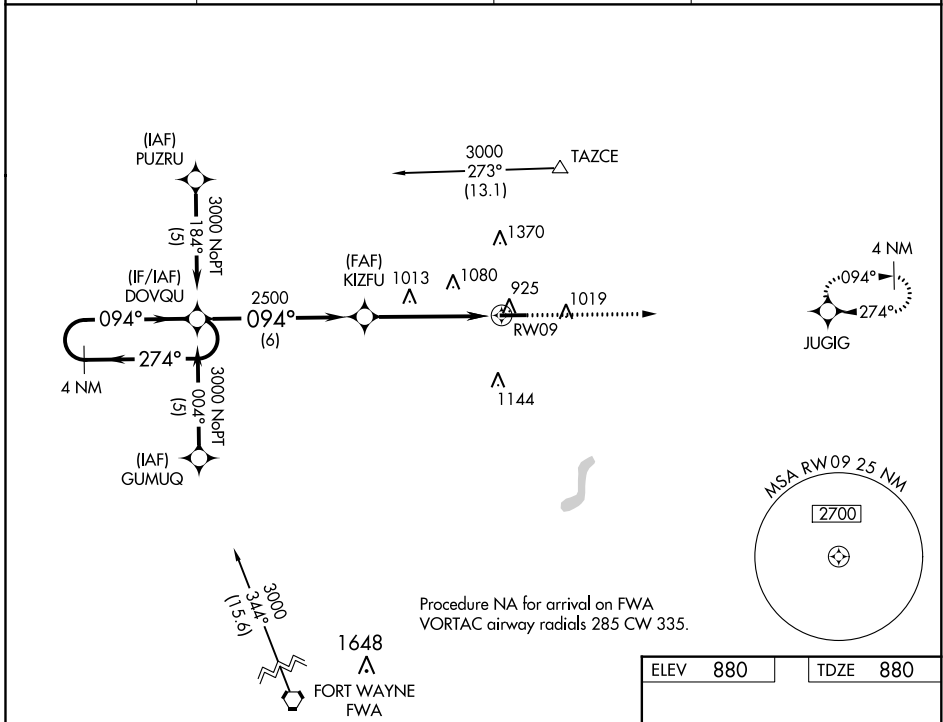 (IAF)
PUZRU
3000 NoPT
184°
(5)
3000
273°
(13.1)
TAZCE
1370
(IF/IAF)
DOVQU
094°
274°
4 NM
2500
094°
(6)
(FAF)
KIZFU
1013
1080
925
1019
RW09
4 NM
094°
274°
JUGIG
3000 NoPT
004°
(5)
1144
(IAF)
GUMUQ
MSA RW09 25 NM
2700
3000
344°
(15.6)
Procedure NA for arrival on FWA
VORTAC airway radials 285 CW 335.
1648
FORT WAYNE
FWA
ELEV 880
TDZE 880